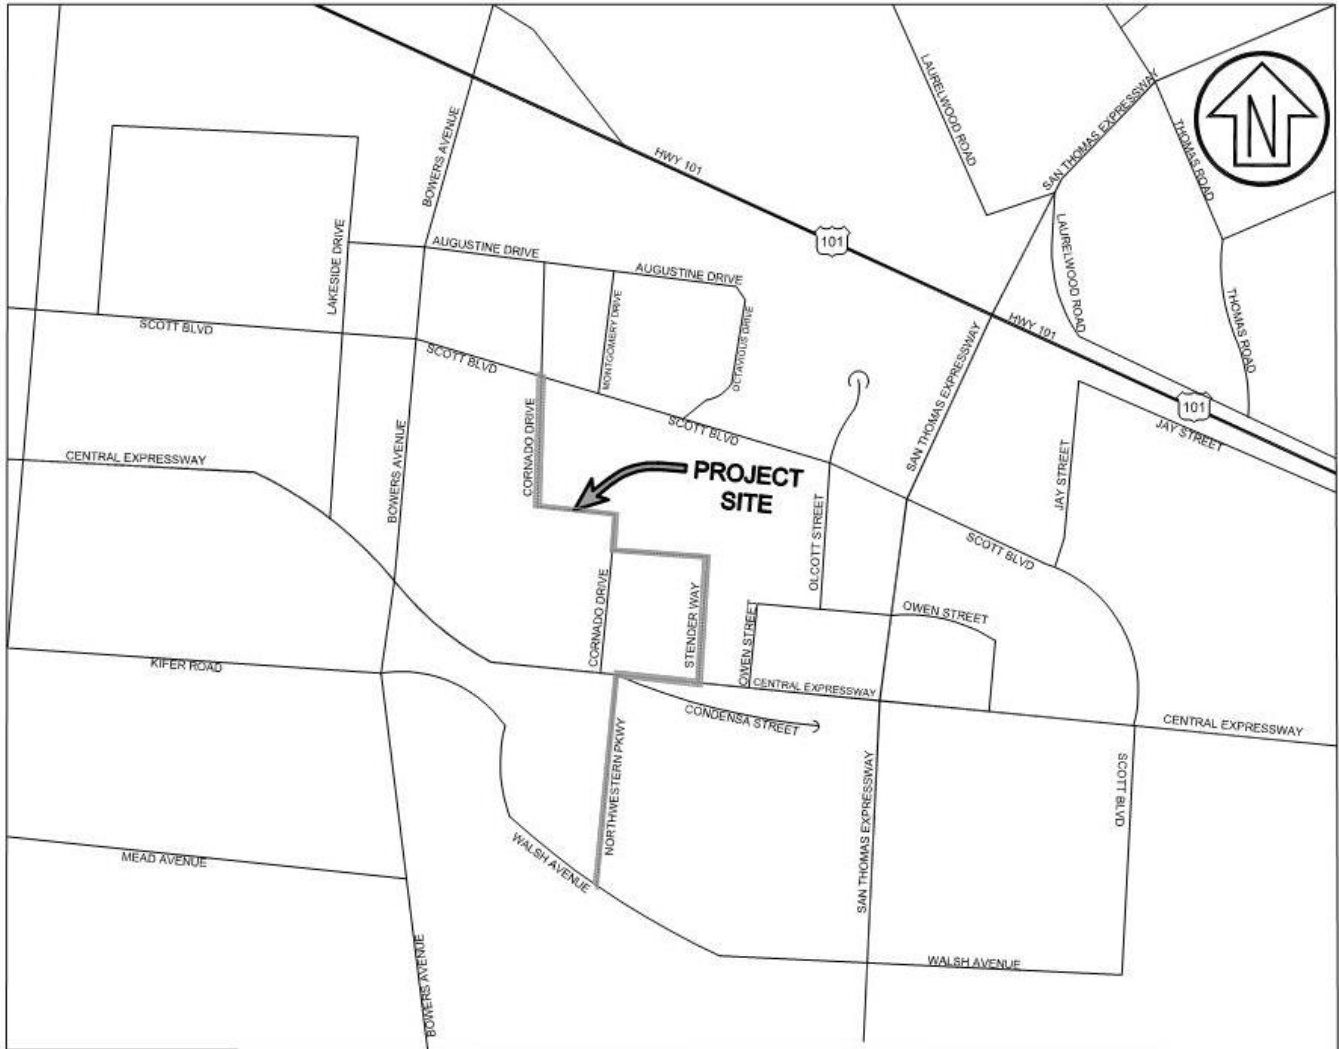 LAURELWOOD ROAD
SAN THOMAS EXPRESSWAY
THOMAS ROAD
N
BOWERS AVENUE
HWY 101
LAKESIDE DRIVE
AUGUSTINE DRIVE
101
AUGUSTINE DRIVE
LAURELWOOD ROAD
THOMAS ROAD
SCOTT BLVD
MONTGOMERY DRIVE
OCTAVIOUS DRIVE
HWY 101
SCOTT BLVD
SAN THOMAS EXPRESSWAY
101
JAY STREET
CORNADO DRIVE
SCOTT BLVD
BOWERS AVENUE
CENTRAL EXPRESSWAY
PROJECT
SITE
JAY STREET
OLCOTT STREET
SCOTT BLVD
CORNADO DRIVE
STENDER WAY
OWEN STREET
OWEN STREET
KIFER ROAD
CENTRAL EXPRESSWAY
CONDENSA STREET
CENTRAL EXPRESSWAY
NORTHWESTERN PKWY
SAN THOMAS EXPRESSWAY
SCOTT BLVD
MEAD AVENUE
WALSH AVENUE
BOWERS AVENUE
WALSH AVENUE